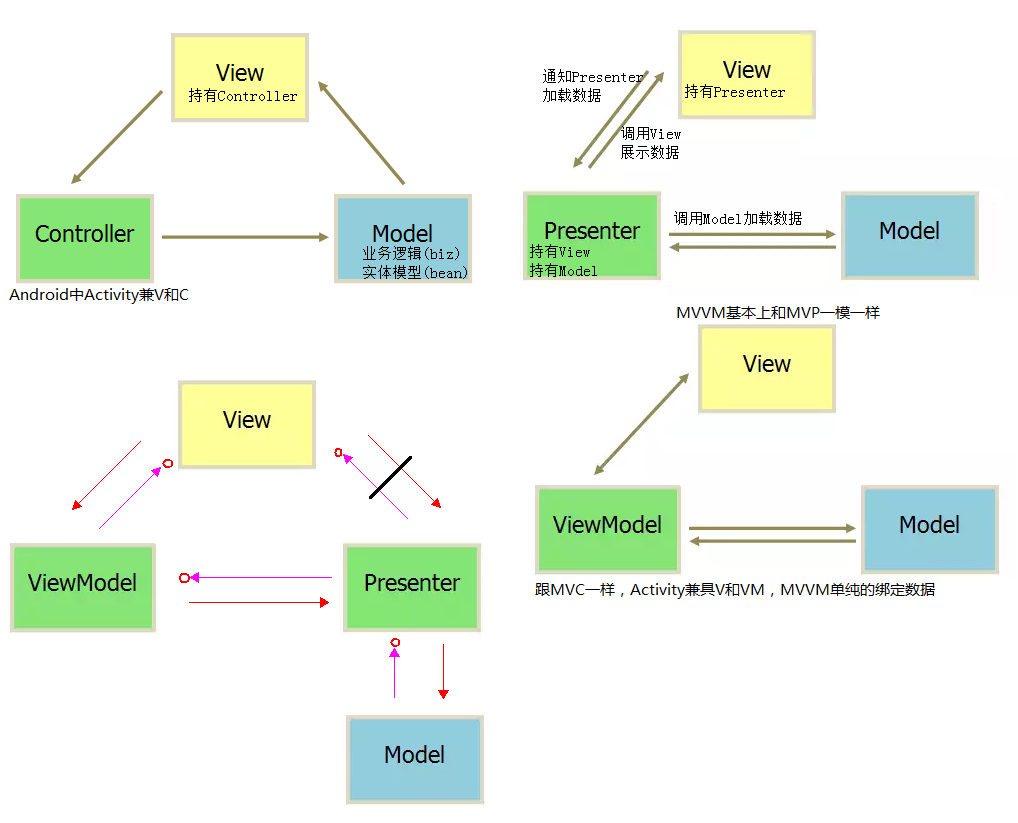 View
持有Controller
Controller
Model
业务逻辑(biz)
实体模型(bean)
Android中Activity兼V和C
View
持有Presenter
通知Presenter
加载数据
调用View
展示数据
Presenter
持有View
持有Model
调用Model加载数据
Model
View
ViewModel
Presenter
Model
MVVM基本上和MVP一模一样
View
ViewModel
Model
跟MVC一样，Activity兼具V和VM，MVVM单纯的绑定数据